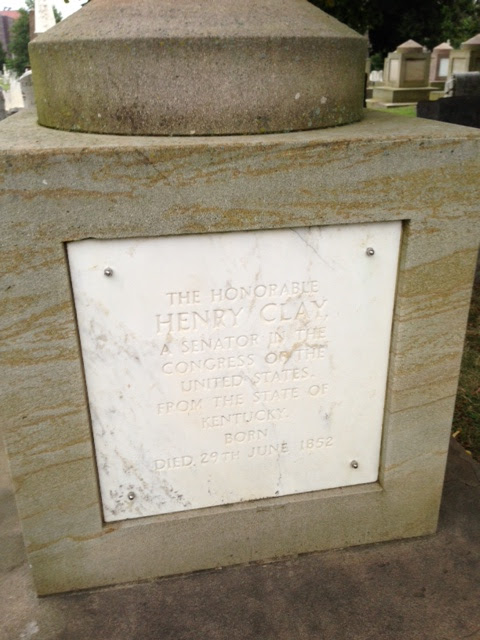 THE HONORABLE
HENRY CLAY.
A SENATOR IN THE
CONGRESS OF THE
UNITED STATES.
FROM THE STATE OF
KENTUCKY.
BORN
DIED, 29TH JUNE 1852